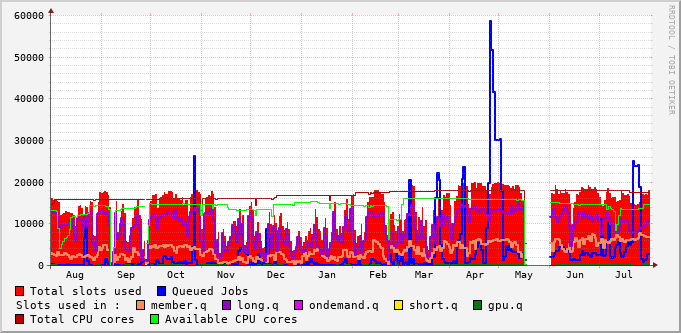 60000
50000
40000
30000
20000
10000
0
Aug Sep Oct Nov Dec Jan Feb Mar Apr May Jun Jul
RRDTOOL / TOBI OETIKER
Total slots used Queued Jobs
Slots used in : member.q long.q ondemand.q short.q gpu.q
Total CPU cores Available CPU cores